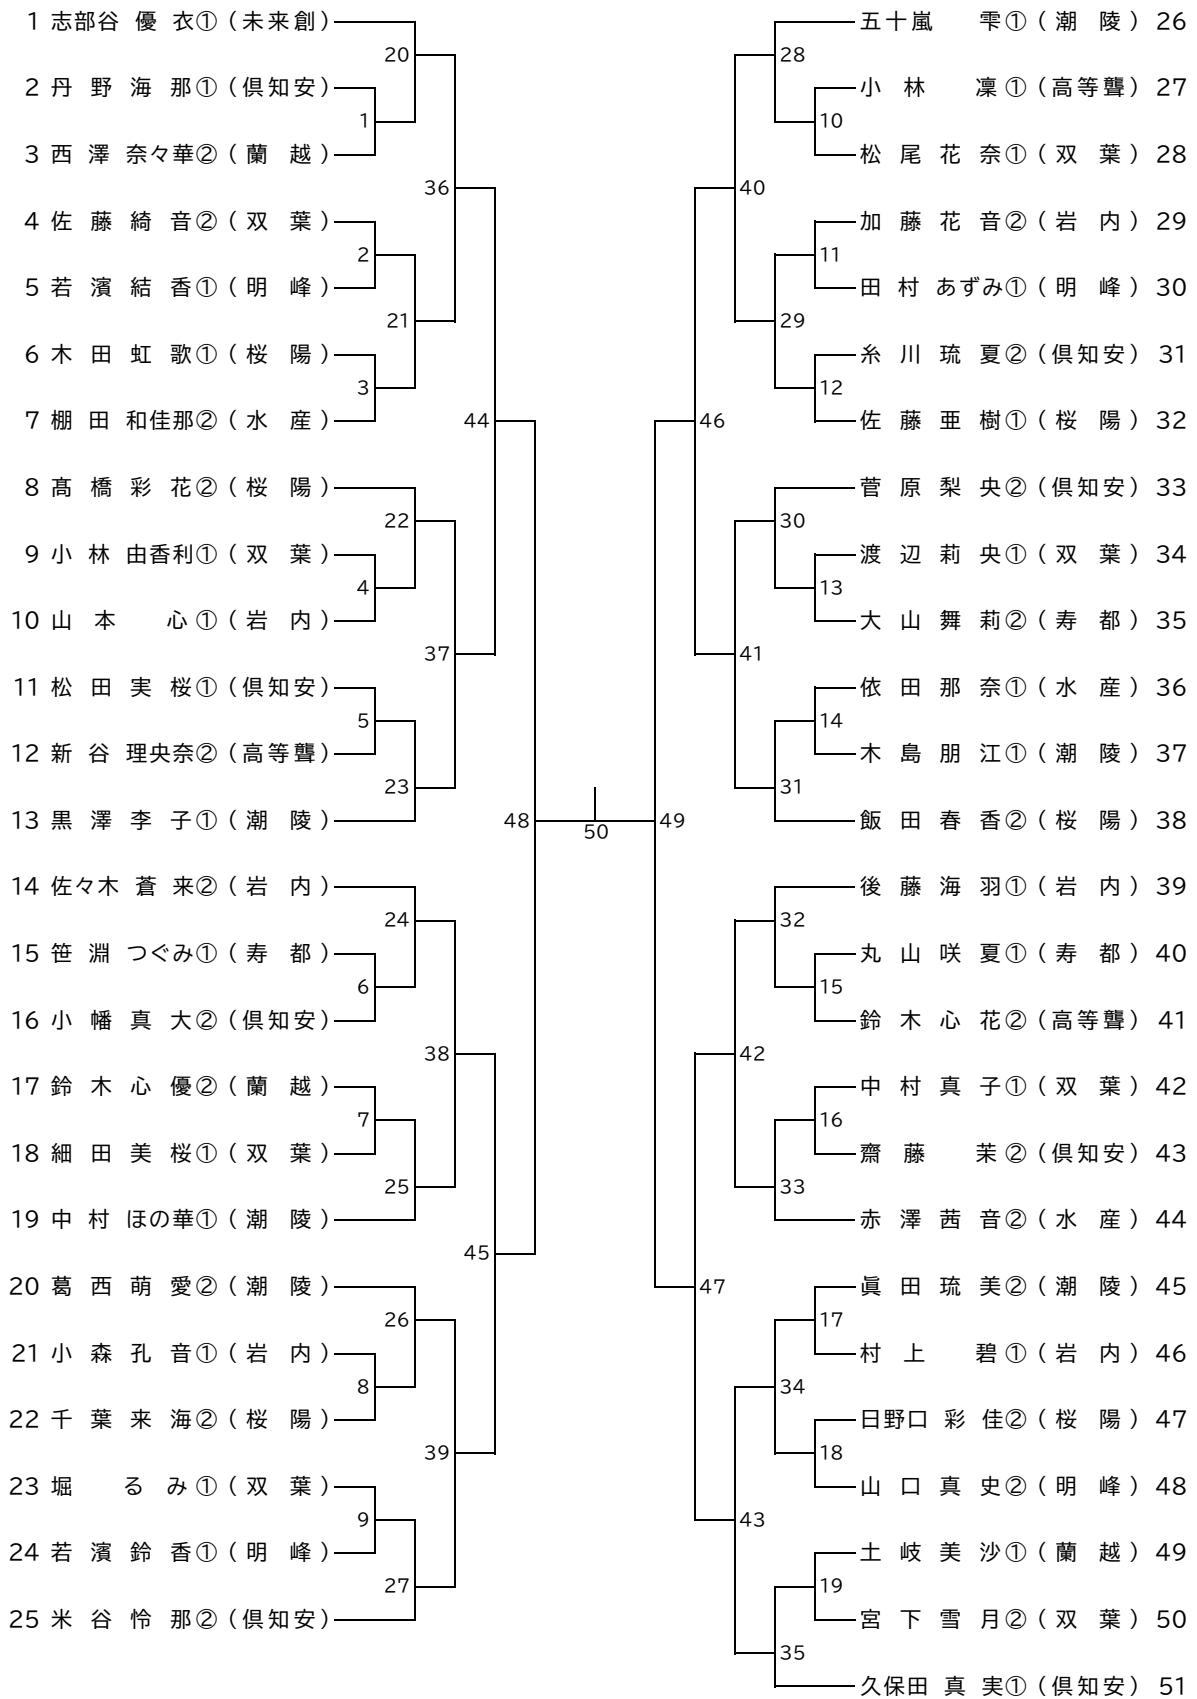 1 志部谷 優 衣①（未来創）
2 丹 野 海 那①（倶知安）
3 西 澤 奈々華②（蘭 越）
4 佐 藤 綺 音②（双 葉）
5 若 濱 結 香①（明 峰）
6 木 田 虹 歌①（桜 陽）
7 棚 田 和佳那②（水 産）
8 髙 橋 彩 花②（桜 陽）
9 小 林 由香利①（双 葉）
10 山 本 心①（岩 内）
11 松 田 実 桜①（倶知安）
12 新 谷 理央奈②（高等聾）
13 黒 澤 李 子①（潮 陵）
14 佐々木 蒼 来②（岩 内）
15 笹 淵 つぐみ①（寿 都）
16 小 幡 真 大②（倶知安）
17 鈴 木 心 優②（蘭 越）
18 細 田 美 桜①（双 葉）
19 中 村 ほの華①（潮 陵）
20 葛 西 萌 愛②（潮 陵）
21 小 森 孔 音①（岩 内）
22 千 葉 来 海②（桜 陽）
23 堀 る み①（双 葉）
24 若 濱 鈴 香①（明 峰）
25 米 谷 怜 那②（倶知安）
20
1
36
2
21
3
44
22
4
37
5
23
48
24
6
38
7
25
45
26
8
39
9
27
50
28
10
40
11
29
12
46
30
13
41
14
31
49
32
15
42
16
33
47
17
34
18
43
19
35
五十嵐 雫①（潮 陵）26
小 林 凜①（高等聾）27
松 尾 花 奈①（双 葉）28
加 藤 花 音②（岩 内）29
田 村 あずみ①（明 峰）30
糸 川 琉 夏②（倶知安）31
佐 藤 亜 樹①（桜 陽）32
菅 原 梨 央②（倶知安）33
渡 辺 莉 央①（双 葉）34
大 山 舞 莉②（寿 都）35
依 田 那 奈①（水 産）36
木 島 朋 江①（潮 陵）37
飯 田 春 香②（桜 陽）38
後 藤 海 羽①（岩 内）39
丸 山 咲 夏①（寿 都）40
鈴 木 心 花②（高等聾）41
中 村 真 子①（双 葉）42
齋 藤 茉②（倶知安）43
赤 澤 茜 音②（水 産）44
眞 田 琉 美②（潮 陵）45
村 上 碧①（岩 内）46
日野口 彩 佳②（桜 陽）47
山 口 真 史②（明 峰）48
土 岐 美 沙①（蘭 越）49
宮 下 雪 月②（双 葉）50
久保田 真 実①（倶知安）51